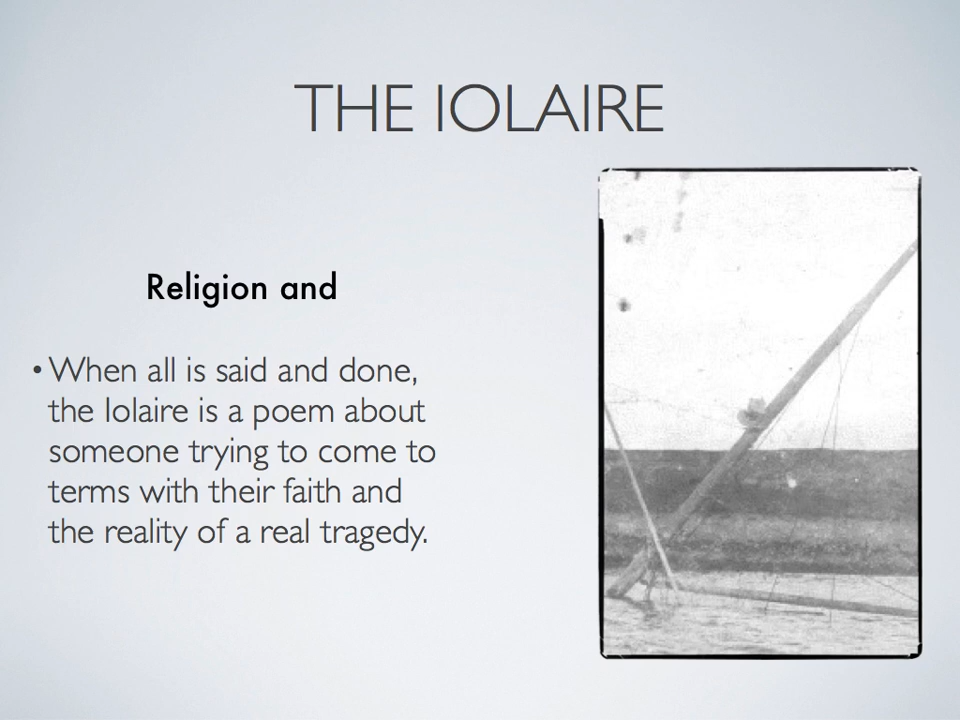 THE IOLAIRE
Religion and
• When all is said and done,
the Iolaire is a poem about
someone trying to come to
terms with their faith and
the reality of a real tragedy.